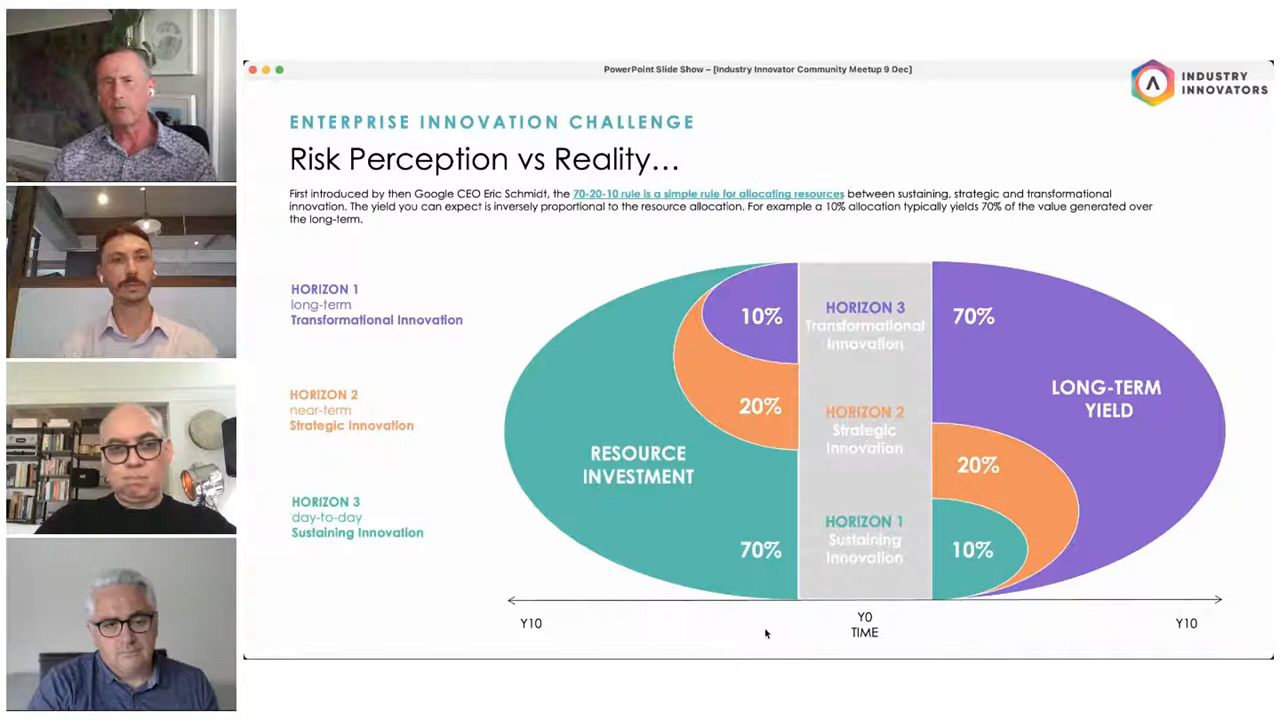 PowerPoint Slide Show – [Industry Innovator Community Meetup 9 Dec]
INDUSTRY
INNOVATORS
ENTERPRISE INNOVATION CHALLENGE
Risk Perception vs Reality...
First introduced by then Google CEO Eric Schmidt, the 70-20-10 rule is a simple rule for allocating resources between sustaining, strategic and transformational
innovation. The yield you can expect is inversely proportional to the resource allocation. For example a 10% allocation typically yields 70% of the value generated over
the long-term.
HORIZON 1
long-term
Transformational Innovation
HORIZON 2
near-term
Strategic Innovation
HORIZON 3
day-to-day
Sustaining Innovation
10%
20%
RESOURCE
INVESTMENT
70%
HORIZON 3
Transformational
Innovation
HORIZON 2
Strategic
Innovation
HORIZON 1
Sustaining
Innovation
70%
LONG-TERM
YIELD
20%
10%
Y10
Y0
TIME
Y10